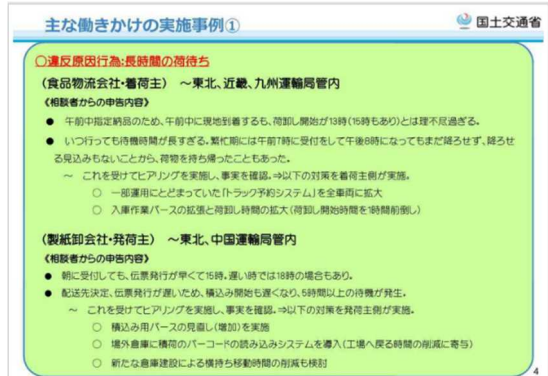 主な働きかけの実施事例①
国土交通省
○違反原因行為:長時間の荷待ち
(食品物流会社・着荷主) ～東北、近畿、九州運輸局管内
《相談者からの申告内容》
● 午前中指定納品のため、午前中に現地到着するも、荷卸し開始が13時(15時もあり)とは理不尽過ぎる。
● いつ行っても待機時間が長すぎる。繁忙期には午前7時に受付をして午後8時になってもまだ降ろせず、降ろせ
る見込みもないことから、荷物を持ち帰ったこともあった。
～ これを受けてヒアリングを実施し、事実を確認。⇒以下の対策を着荷主側が実施。
○ 一部運用にとどまっていた「トラック予約システム」を全車両に拡大
○ 入庫作業バースの拡張と荷卸し時間の拡大(荷卸し開始時間を1時間前倒し)
(製紙卸会社・発荷主) ～東北、中国運輸局管内
《相談者からの申告内容》
● 朝に受付しても、伝票発行が早くて15時。遅い時では18時の場合もあり。
● 配送先決定、伝票発行が遅いため、積込み開始も遅くなり、5時間以上の待機が発生。
～ これを受けてヒアリングを実施し、事実を確認。⇒以下の対策を発荷主側が実施。
○ 積込み用バースの見直し(増加)を実施
○ 場外倉庫に積荷のバーコードの読み込みシステムを導入(工場へ戻る時間の削減に寄与)
○ 新たな倉庫建設による横持ち移動時間の削減も検討
4